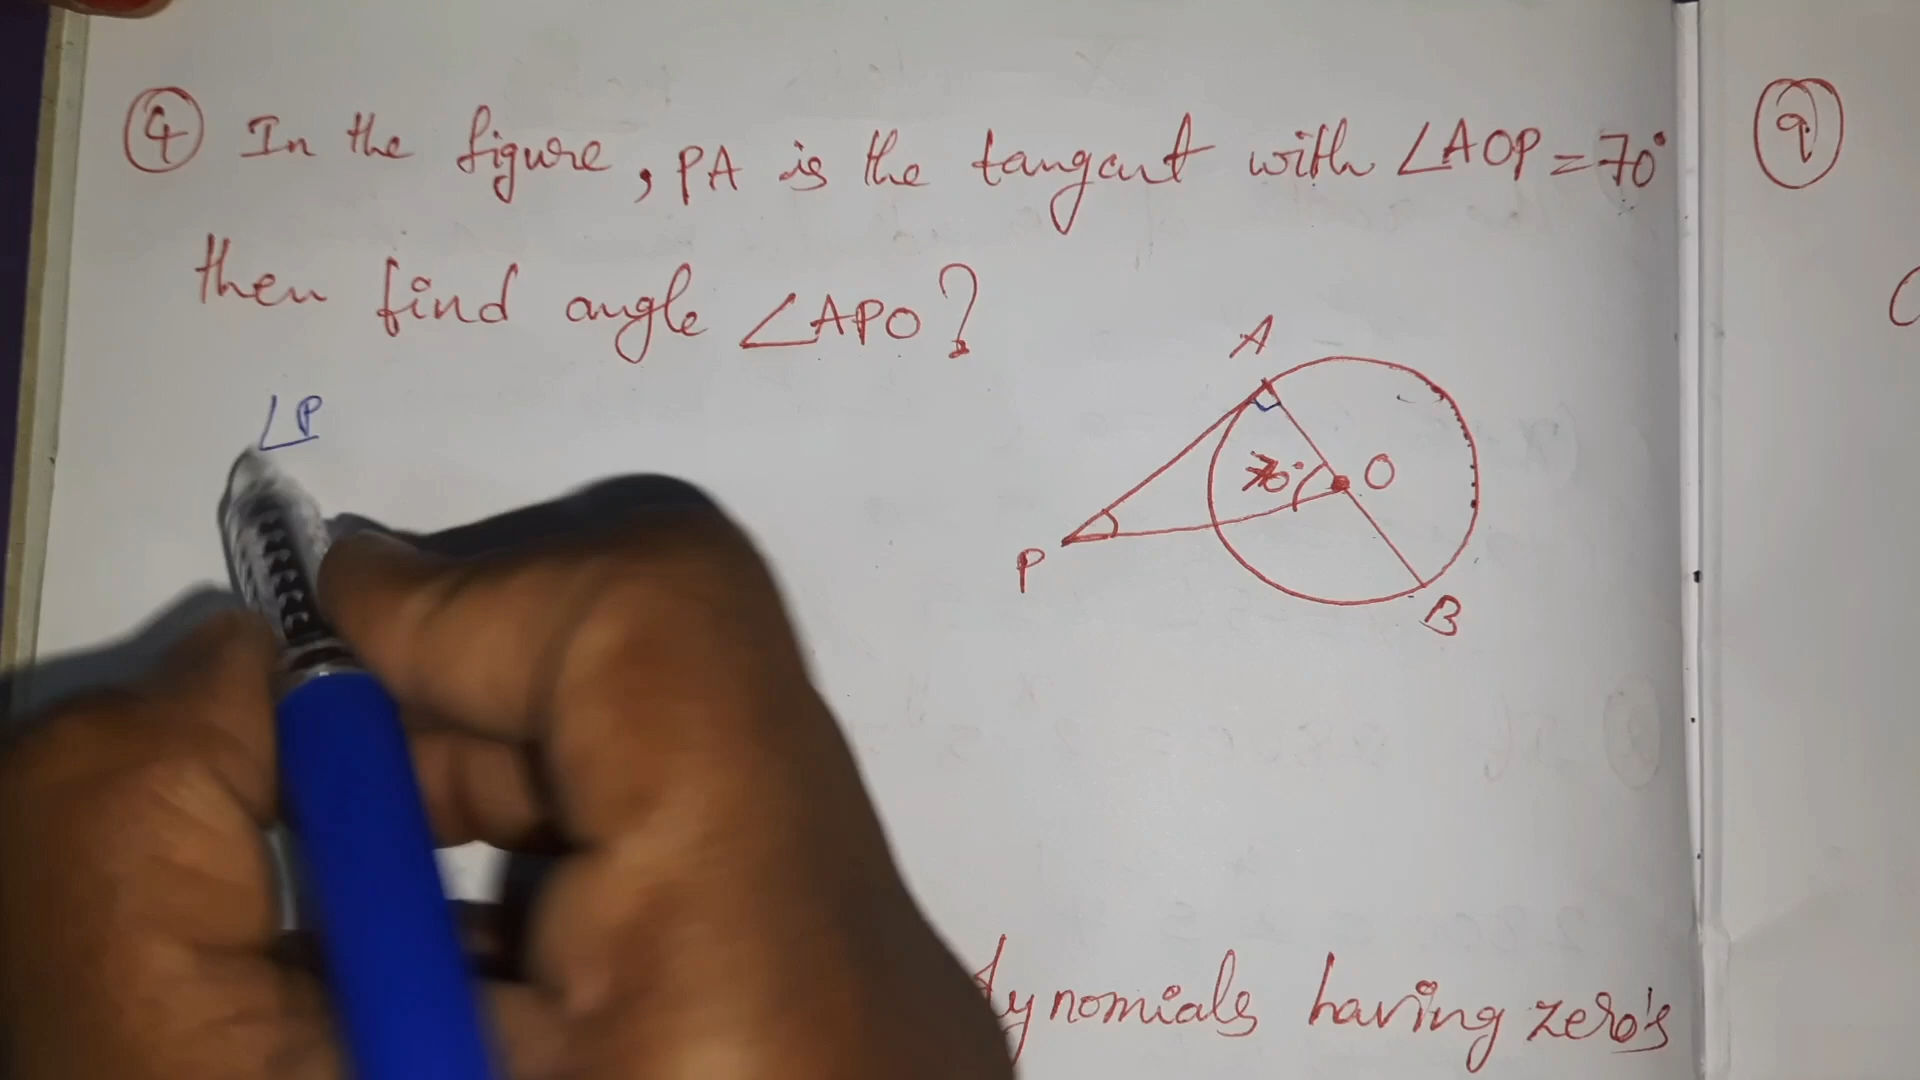 ④ In the figure, PA is the tangent with ∠AOP = 70°
then find angle ∠APO?
∠P
A
70°
O
P
B
having zero's
⑨